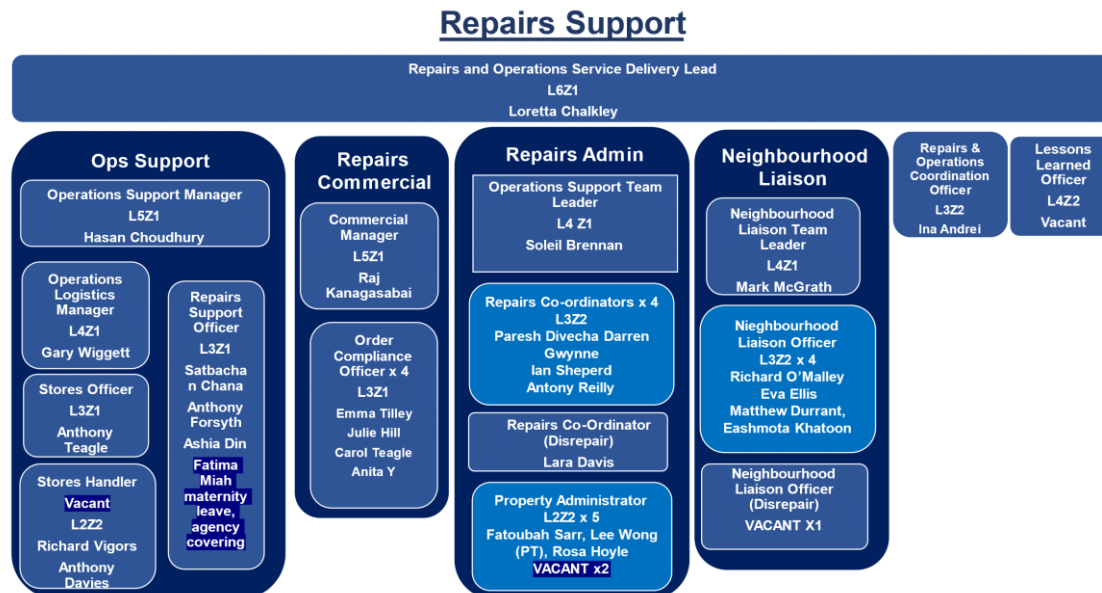 Repairs Support
Repairs and Operations Service Delivery Lead
L6Z1
Loretta Chalkley
Ops Support
Operations Support Manager
L5Z1
Hasan Choudhury
Operations
Logistics
Manager
L4Z1
Gary Wiggett
Stores Officer
L3Z1
Anthony
Teagle
Stores Handler
Vacant
L2Z2
Richard Vigors
Anthony
Davies
Repairs
Support
Officer
L3Z1
Satbacha
n Chana
Anthony
Forsyth
Ashia Din
Fatima
Miah
maternity
leave,
agency
covering
Repairs
Commercial
Commercial
Manager
L5Z1
Raj
Kanagasabai
Order
Compliance
Officer x 4
L3Z1
Emma Tilley
Julie Hill
Carol Teagle
Anita Y
Repairs Admin
Operations Support Team
Leader
L4 Z1
Soleil Brennan
Repairs Co-ordinators x 4
L3Z2
Paresh Divecha Darren
Gwynne
Ian Sheperd
Antony Reilly
Repairs Co-Ordinator
(Disrepair)
Lara Davis
Property Administrator
L2Z2 x 5
Fatoubah Sarr, Lee Wong
(PT), Rosa Hoyle
VACANT x2
Neighbourhood
Liaison
Neighbourhood
Liaison Team
Leader
L4Z1
Mark McGrath
Nieghbourhood
Liaison Officer
L3Z2 x 4
Richard O’Malley
Eva Ellis
Matthew Durrant,
Eashmota Khatoon
Neighbourhood
Liaison Officer
(Disrepair)
VACANT X1
Repairs &
Operations
Coordination
Officer
L3Z2
Ina Andrei
Lessons
Learned
Officer
L4Z2
Vacant